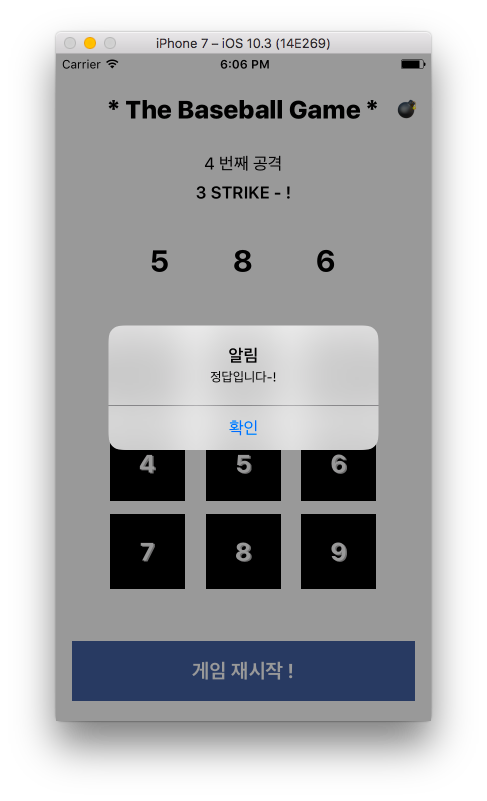 iPhone 7 – iOS 10.3 (14E269)
Carrier 6:06 PM
* The Baseball Game *
4 번째 공격
3 STRIKE - !
5 8 6
알림
정답입니다-!
확인
4 5 6
7 8 9
게임 재시작 !